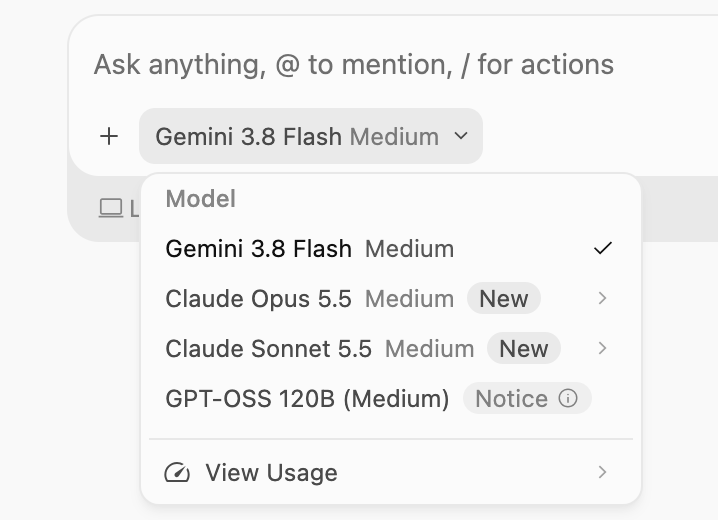 Ask anything, @ to mention, / for actions
Gemini 3.8 Flash Medium
L
Model
Gemini 3.8 Flash Medium
Claude Opus 5.5 Medium New
Claude Sonnet 5.5 Medium New
GPT-OSS 120B (Medium) Notice
View Usage